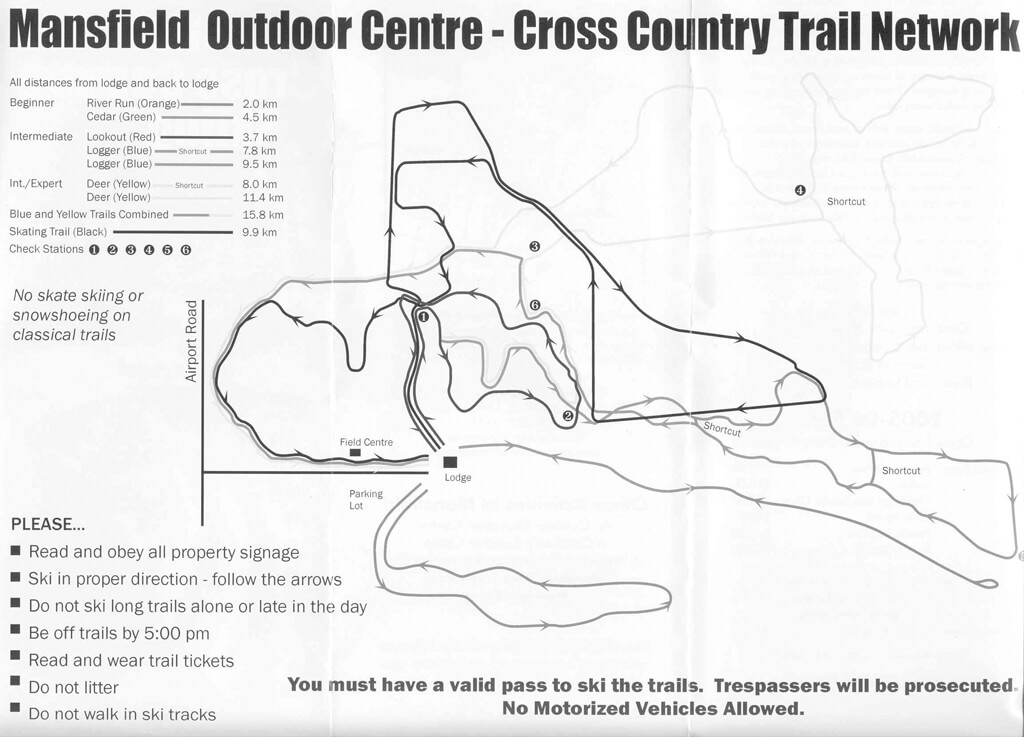 Mansfield Outdoor Centre - Cross Country Trail Network
All distances from lodge and back to lodge
Beginner River Run (Orange) 2.0 km
Cedar (Green) 4.5 km
Intermediate Lookout (Red) 3.7 km
Logger (Blue) Shortcut 7.8 km
Logger (Blue) 9.5 km
Int./Expert Deer (Yellow) Shortcut 8.0 km
Deer (Yellow) 11.4 km
Blue and Yellow Trails Combined 15.8 km
Skating Trail (Black) 9.9 km
Check Stations ❶ ❷ ❸ ❹ ❺ ❻
No skate skiing or
snowshoeing on
classical trails
Airport Road
❹
Shortcut
❸
❻
❶
❷
Shortcut
Shortcut
Field Centre
Lodge
Parking
Lot
PLEASE...
■ Read and obey all property signage
■ Ski in proper direction - follow the arrows
■ Do not ski long trails alone or late in the day
■ Be off trails by 5:00 pm
■ Read and wear trail tickets
■ Do not litter
■ Do not walk in ski tracks
You must have a valid pass to ski the trails. Trespassers will be prosecuted.
No Motorized Vehicles Allowed.